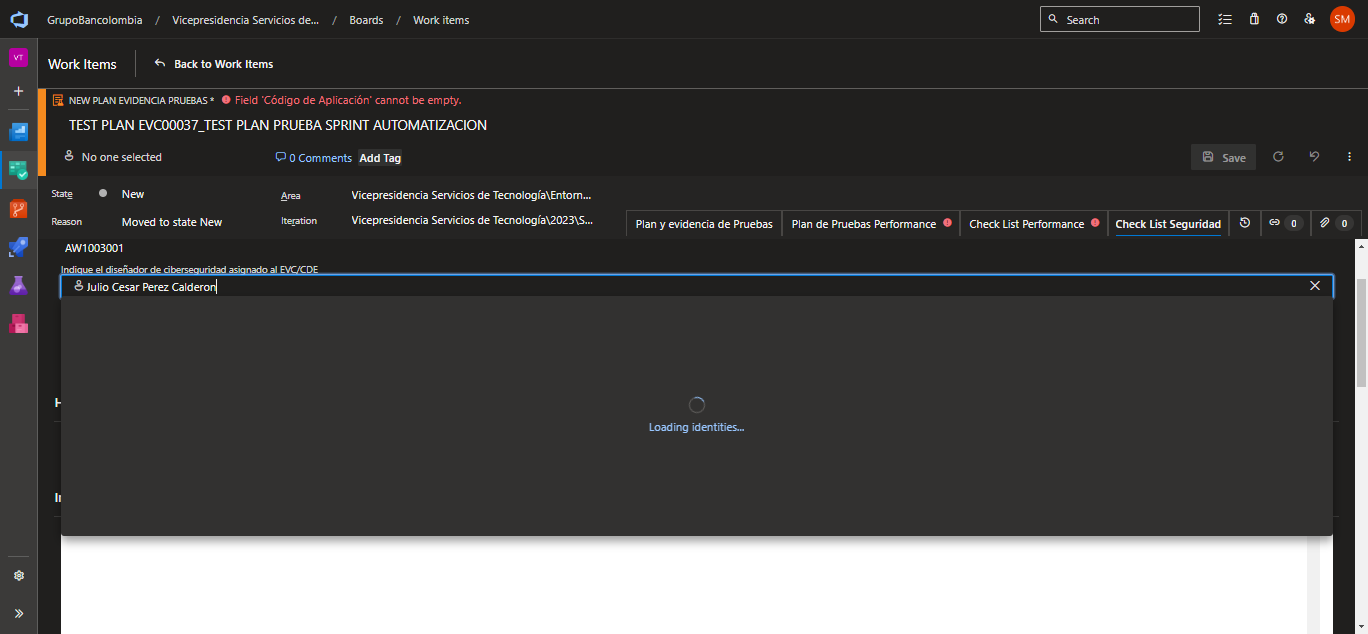 GrupoBancolombia / Vicepresidencia Servicios de... / Boards / Work items
Search
SM
VT
Work Items
Back to Work Items
NEW PLAN EVIDENCIA PRUEBAS * Field 'Código de Aplicación' cannot be empty.
TEST PLAN EVC00037_TEST PLAN PRUEBA SPRINT AUTOMATIZACION
No one selected
0 Comments
Add Tag
Save
State
New
Area
Vicepresidencia Servicios de Tecnología\Entorn...
Reason
Moved to state New
Iteration
Vicepresidencia Servicios de Tecnología\2023\S...
Plan y evidencia de Pruebas
Plan de Pruebas Performance
Check List Performance
Check List Seguridad
0
0
AW1003001
Indique el diseñador de ciberseguridad asignado al EVC/CDE
Julio Cesar Perez Calderon
Loading identities...